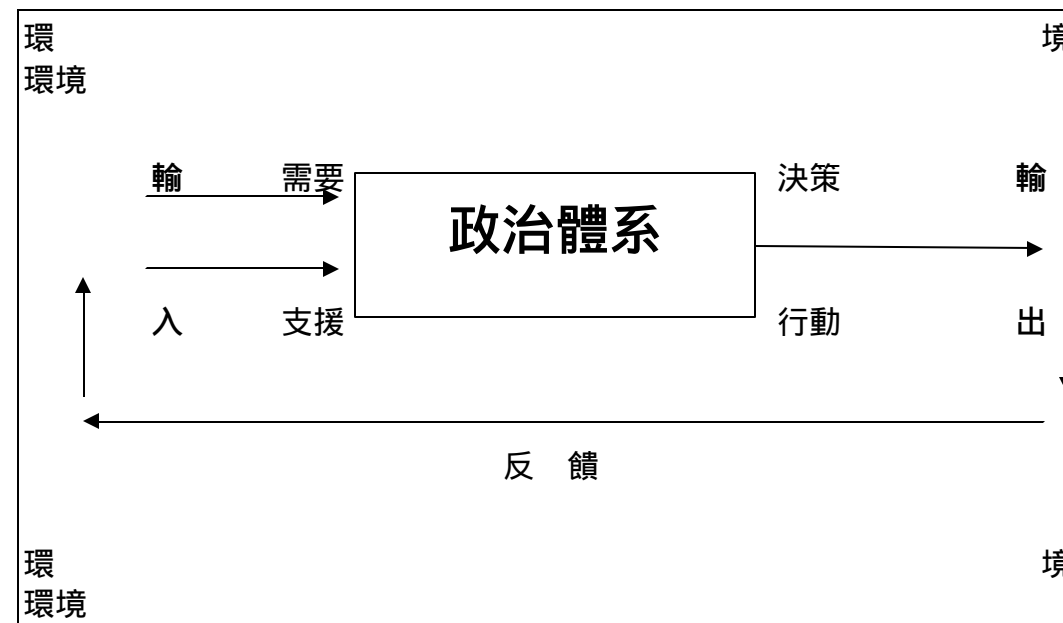 環 境
環境
輸 需要 決策 輸
政治體系
入 支援 行動 出
反 饋
環 境
環境